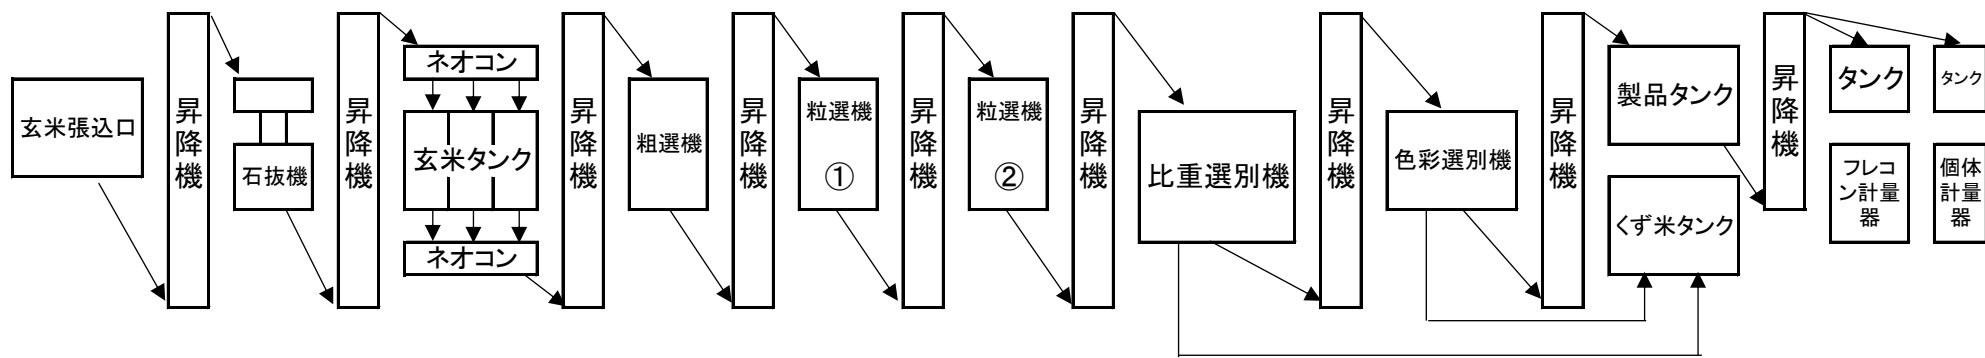 玄米張込口
昇降機
石抜機
昇降機
ネオコン
玄米タンク
ネオコン
昇降機
粗選機
昇降機
粒選機
①
昇降機
粒選機
②
昇降機
比重選別機
昇降機
色彩選別機
昇降機
製品タンク
くず米タンク
昇降機
タンク
フレコ
ン計量
器
タンク
個体
計量
器